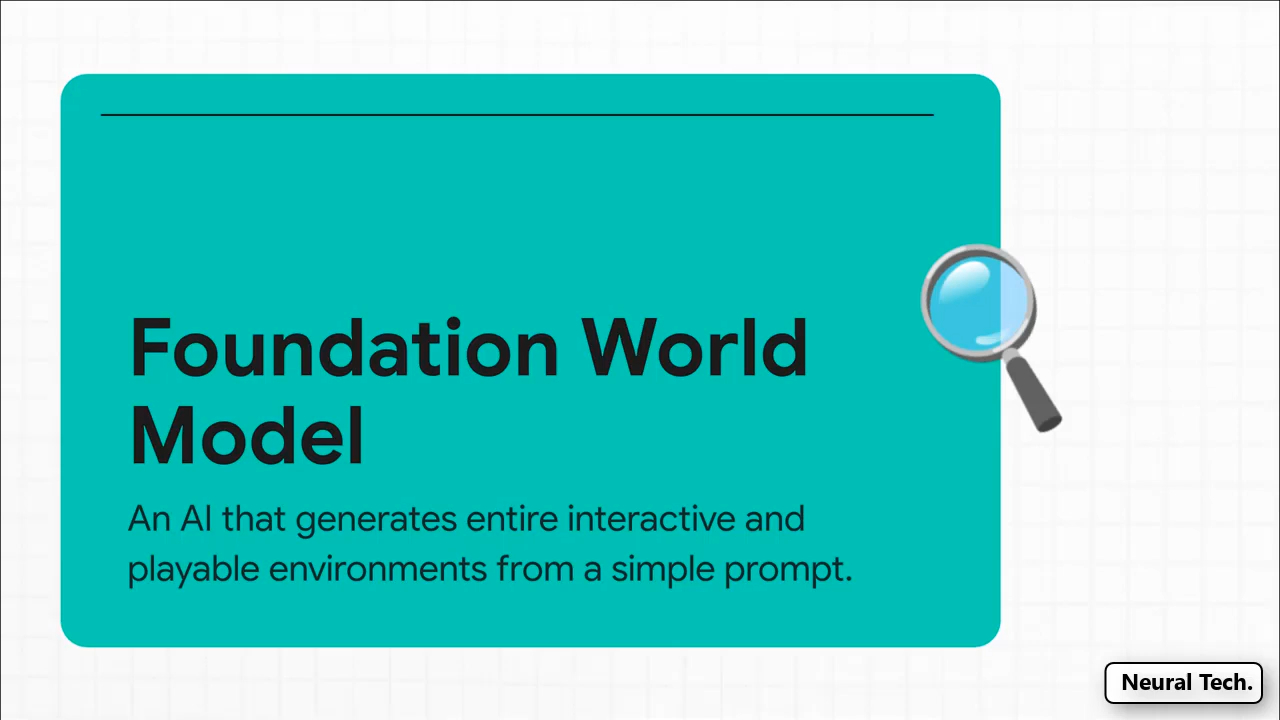 Foundation World
Model
An AI that generates entire interactive and
playable environments from a simple prompt.
Neural Tech.